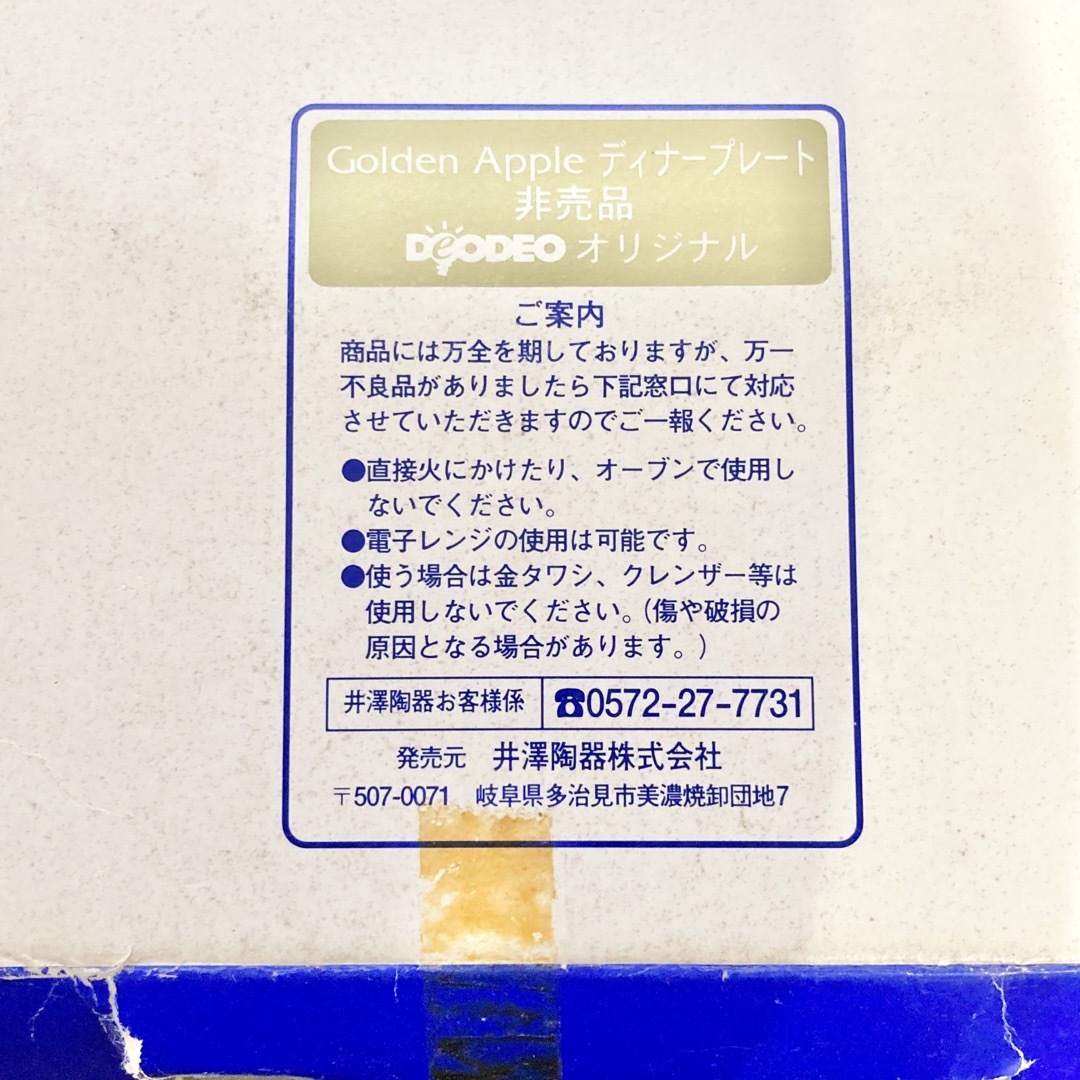 Golden Apple ディナープレート
非売品
DeODEO オリジナル
ご案内
商品には万全を期しておりますが、万一
不良品がありましたら下記窓口にて対応
させていただきますのでご一報ください。
●直接火にかけたり、オーブンで使用し
ないでください。
●電子レンジの使用は可能です。
●使う場合は金タワシ、クレンザー等は
使用しないでください。(傷や破損の
原因となる場合があります。)
井澤陶器お客様係 ☎0572-27-7731
発売元 井澤陶器株式会社
〒507-0071 岐阜県多治見市美濃焼卸団地7